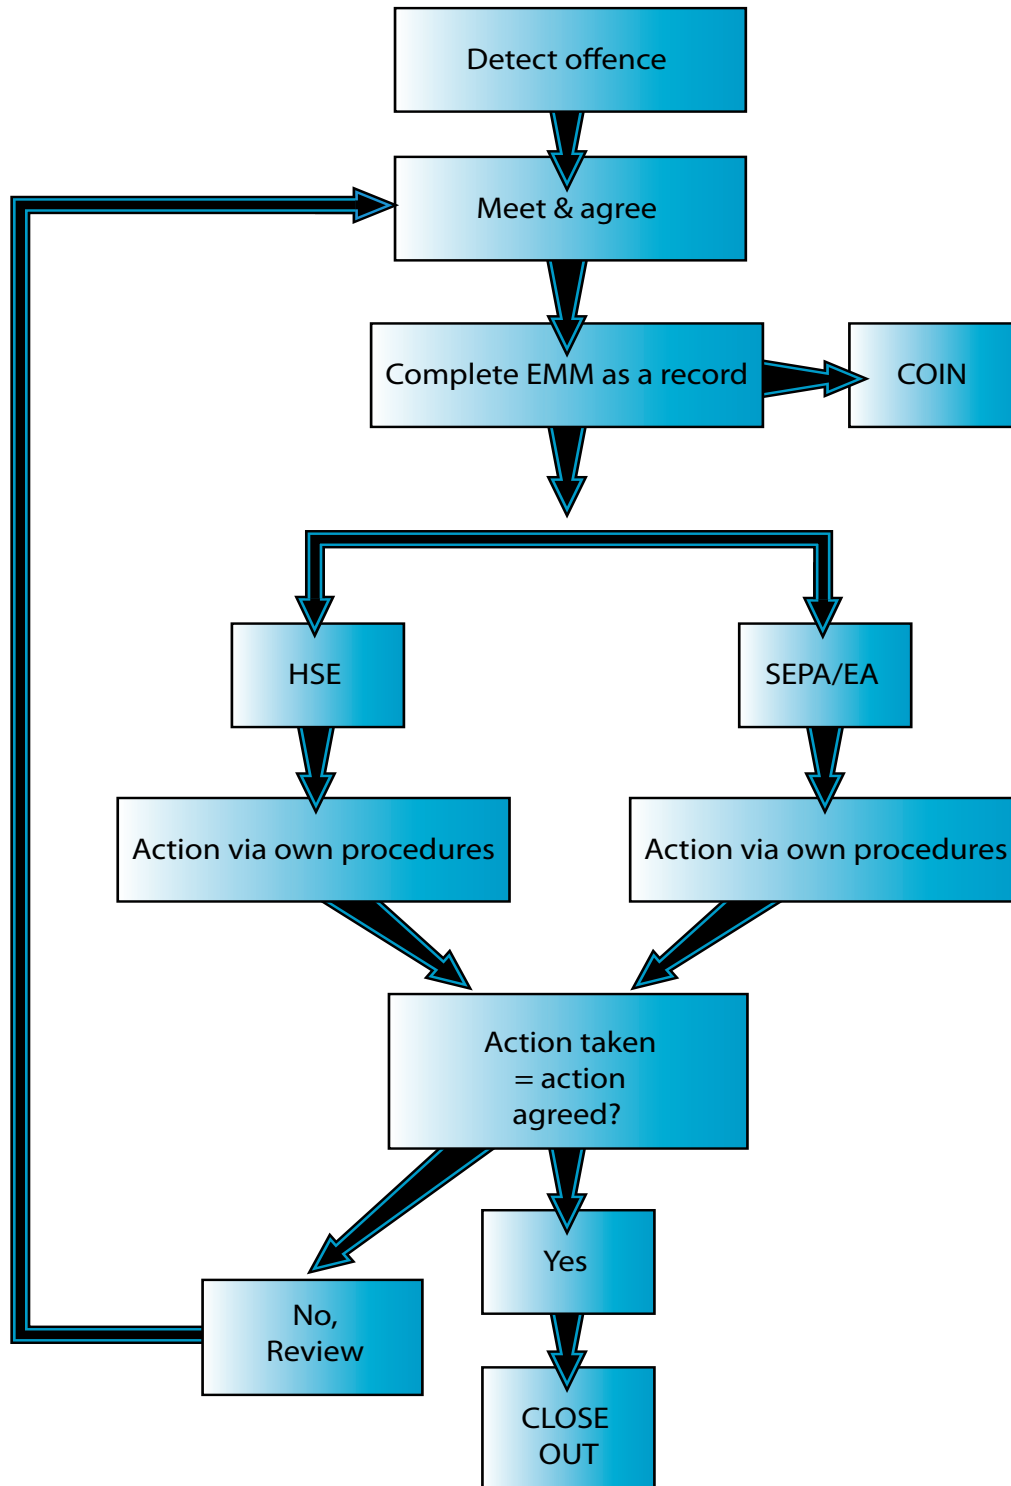 Detect offence
Meet & agree
Complete EMM as a record
COIN
HSE
SEPA/EA
Action via own procedures
Action via own procedures
Action taken
= action
agreed?
Yes
No,
Review
CLOSE
OUT